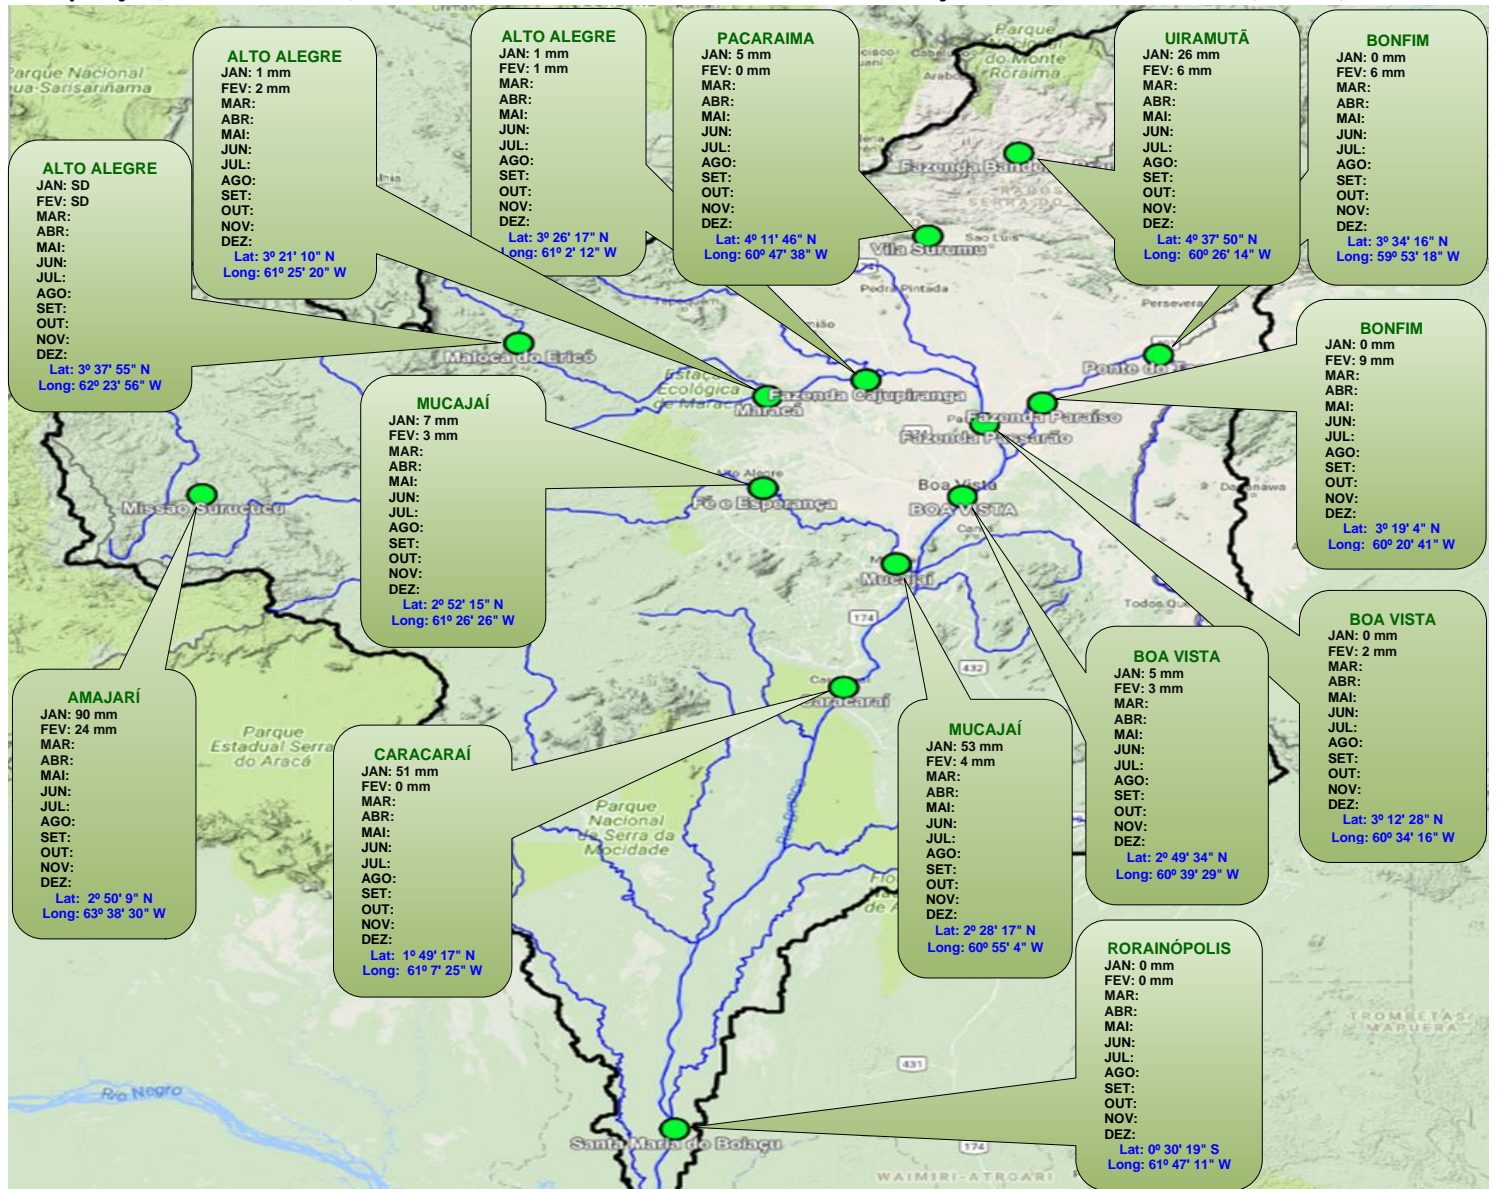 ALTO ALEGRE
JAN: 1 mm
FEV: 2 mm
MAR:
ABR:
MAI:
JUN:
JUL:
AGO:
SET:
OUT:
NOV:
DEZ:
Lat: 3º 21' 10" N
Long: 61º 25' 20" W
ALTO ALEGRE
JAN: 1 mm
FEV: 1 mm
MAR:
ABR:
MAI:
JUN:
JUL:
AGO:
SET:
OUT:
NOV:
DEZ:
Lat: 3º 26' 17" N
Long: 61º 2' 12" W
PACARAIMA
JAN: 5 mm
FEV: 0 mm
MAR:
ABR:
MAI:
JUN:
JUL:
AGO:
SET:
OUT:
NOV:
DEZ:
Lat: 4º 11' 46" N
Long: 60º 47' 38" W
UIRAMUTÃ
JAN: 26 mm
FEV: 6 mm
MAR:
ABR:
MAI:
JUN:
JUL:
AGO:
SET:
OUT:
NOV:
DEZ:
Lat: 4º 37' 50" N
Long: 60º 26' 14" W
BONFIM
JAN: 0 mm
FEV: 6 mm
MAR:
ABR:
MAI:
JUN:
JUL:
AGO:
SET:
OUT:
NOV:
DEZ:
Lat: 3º 34' 16" N
Long: 59º 53' 18" W
ALTO ALEGRE
JAN: SD
FEV: SD
MAR:
ABR:
MAI:
JUN:
JUL:
AGO:
SET:
OUT:
NOV:
DEZ:
Lat: 3º 37' 55" N
Long: 62º 23' 56" W
BONFIM
JAN: 0 mm
FEV: 9 mm
MAR:
ABR:
MAI:
JUN:
JUL:
AGO:
SET:
OUT:
NOV:
DEZ:
Lat: 3º 19' 4" N
Long: 60º 20' 41" W
MUCAJAÍ
JAN: 7 mm
FEV: 3 mm
MAR:
ABR:
MAI:
JUN:
JUL:
AGO:
SET:
OUT:
NOV:
DEZ:
Lat: 2º 52' 15" N
Long: 61º 26' 26" W
BOA VISTA
JAN: 0 mm
FEV: 2 mm
MAR:
ABR:
MAI:
JUN:
JUL:
AGO:
SET:
OUT:
NOV:
DEZ:
Lat: 3º 12' 28" N
Long: 60º 34' 16" W
BOA VISTA
JAN: 5 mm
FEV: 3 mm
MAR:
ABR:
MAI:
JUN:
JUL:
AGO:
SET:
OUT:
NOV:
DEZ:
Lat: 2º 49' 34" N
Long: 60º 39' 29" W
AMAJARÍ
JAN: 90 mm
FEV: 24 mm
MAR:
ABR:
MAI:
JUN:
JUL:
AGO:
SET:
OUT:
NOV:
DEZ:
Lat: 2º 50' 9" N
Long: 63º 38' 30" W
CARACARAÍ
JAN: 51 mm
FEV: 0 mm
MAR:
ABR:
MAI:
JUN:
JUL:
AGO:
SET:
OUT:
NOV:
DEZ:
Lat: 1º 49' 17" N
Long: 61º 7' 25" W
MUCAJAÍ
JAN: 53 mm
FEV: 4 mm
MAR:
ABR:
MAI:
JUN:
JUL:
AGO:
SET:
OUT:
NOV:
DEZ:
Lat: 2º 28' 17" N
Long: 60º 55' 4" W
RORAINÓPOLIS
JAN: 0 mm
FEV: 0 mm
MAR:
ABR:
MAI:
JUN:
JUL:
AGO:
SET:
OUT:
NOV:
DEZ:
Lat: 0º 30' 19" S
Long: 61º 47' 11" W
Parque Nacional
Parque
do Monte
Roraima
Fazenda
Vila Surumu
Sao Luis
Pedra Pintada
Maloca do Ericó
Ponte do
Ecológica
Maracá
Fazenda Cajupiranga
Fazenda Paraíso
Fazenda Passarão
Alto Alegre
Fé e Esperança
Boa Vista
BOA VISTA
Missão Surucucu
Mucajaí
174
432
Caracaraí
Parque
Estadual Serra
do Aracá
Parque
Nacional
da Serra da
Mocidade
Rio Branco
431
174
Rio Negro
Santa Maria do Boiaçu
TROMBETAS/
MAPUERA
WAIMIRI-ATROARI